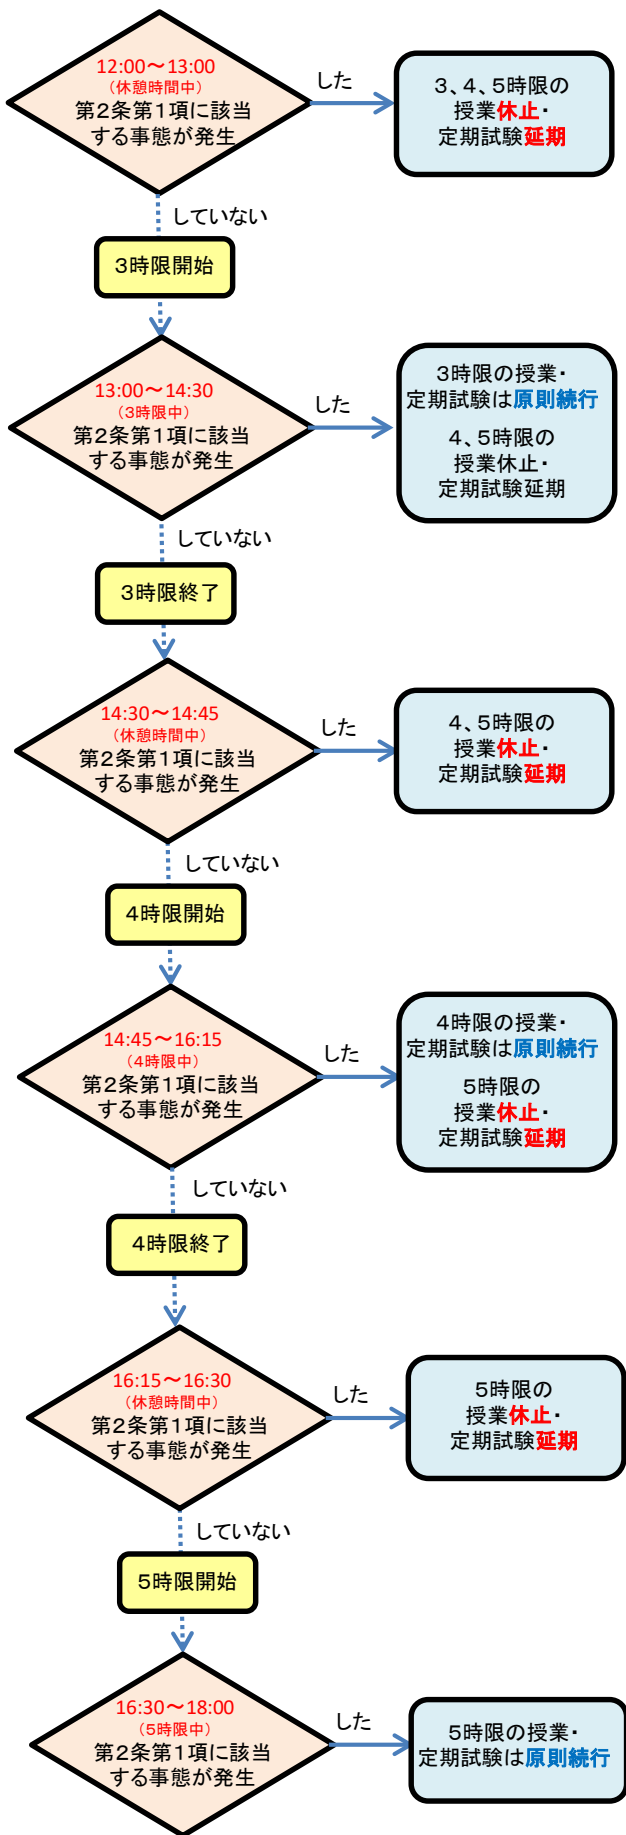 12:00～13:00
（休憩時間中）
第2条第1項に該当
する事態が発生
した
3、4、5時限の
授業休止・
定期試験延期
していない
3時限開始
13:00～14:30
（3時限中）
第2条第1項に該当
する事態が発生
した
3時限の授業・
定期試験は原則続行
4、5時限の
授業休止・
定期試験延期
していない
3時限終了
14:30～14:45
（休憩時間中）
第2条第1項に該当
する事態が発生
した
4、5時限の
授業休止・
定期試験延期
していない
4時限開始
14:45～16:15
（4時限中）
第2条第1項に該当
する事態が発生
した
4時限の授業・
定期試験は原則続行
5時限の
授業休止・
定期試験延期
していない
4時限終了
16:15～16:30
（休憩時間中）
第2条第1項に該当
する事態が発生
した
5時限の
授業休止・
定期試験延期
していない
5時限開始
16:30～18:00
（5時限中）
第2条第1項に該当
する事態が発生
した
5時限の授業・
定期試験は原則続行